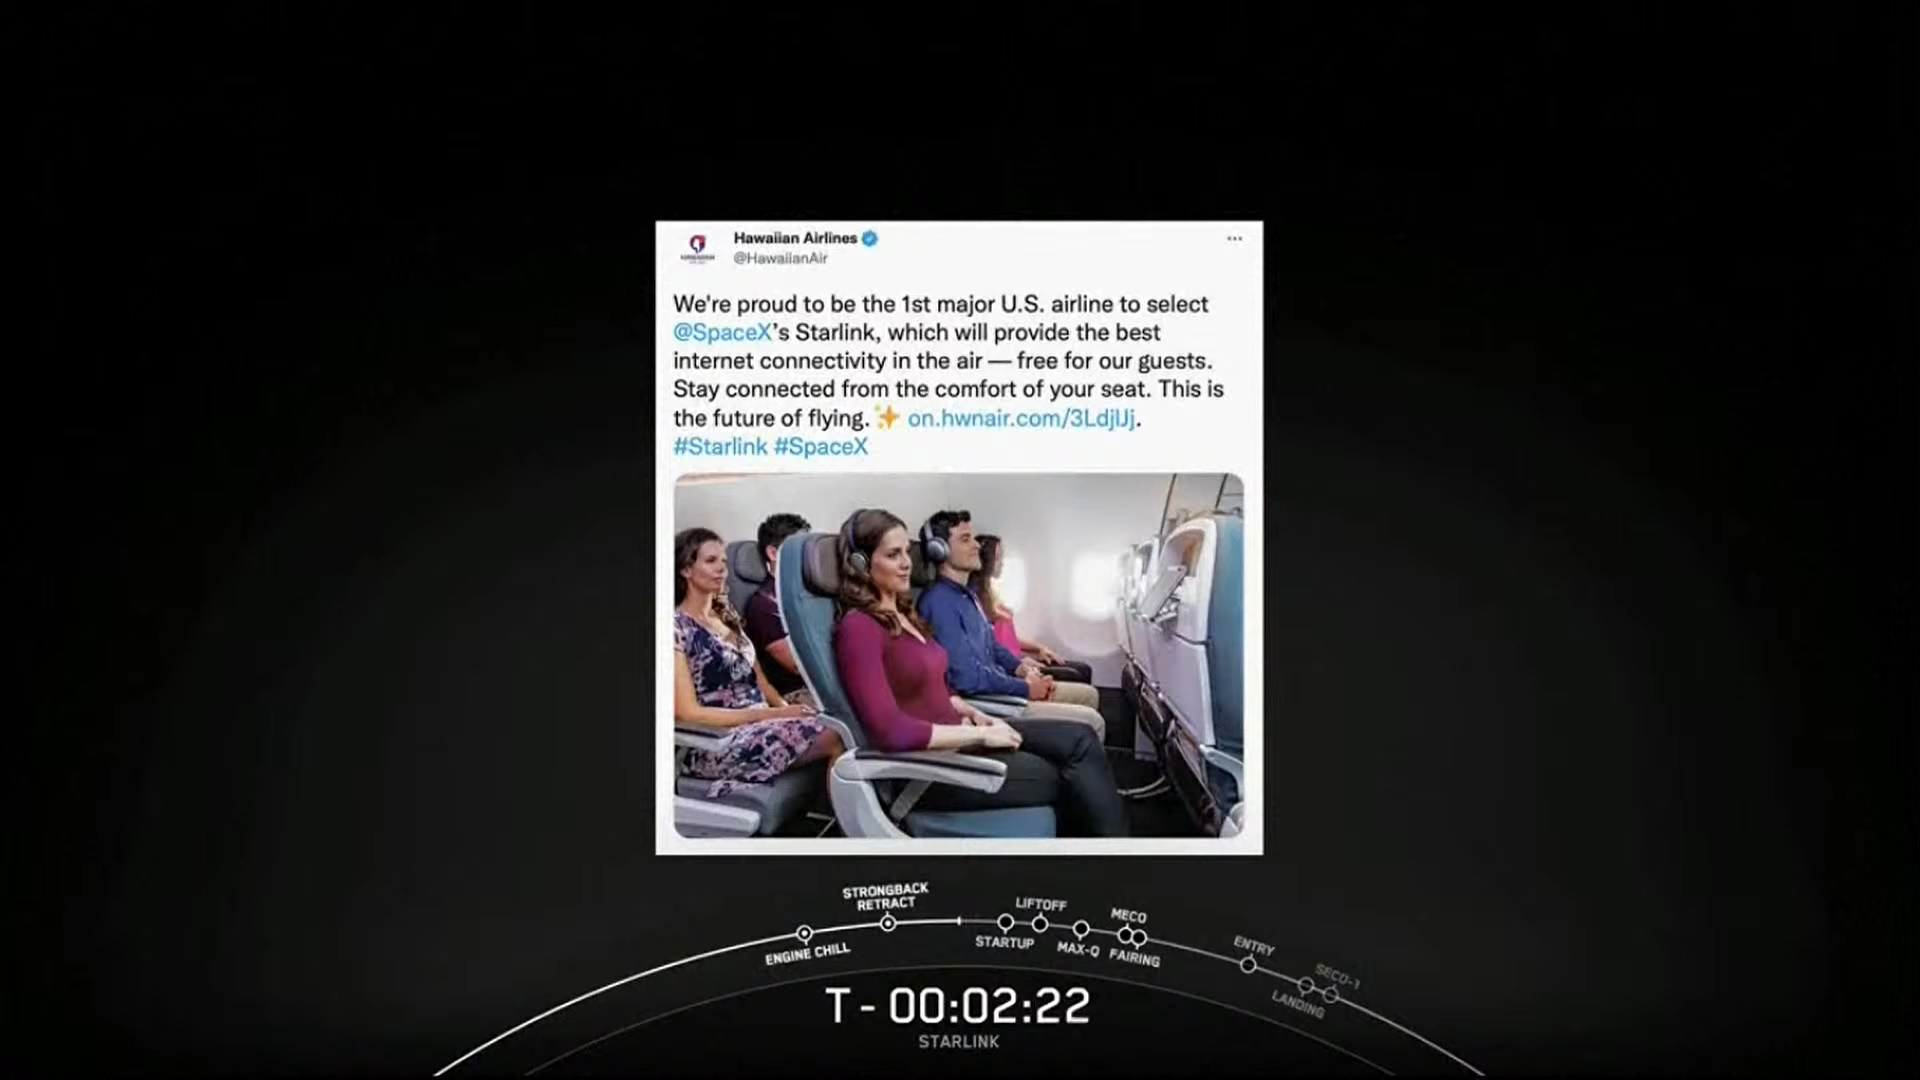 Hawaiian Airlines
@HawaiianAir
We're proud to be the 1st major U.S. airline to select
@SpaceX's Starlink, which will provide the best
internet connectivity in the air — free for our guests.
Stay connected from the comfort of your seat. This is
the future of flying.✨ on.hwnair.com/3LdjlJj.
#Starlink #SpaceX
STRONGBACK
RETRACT
ENGINE CHILL
LIFTOFF
STARTUP
MAX-Q
MECO
FAIRING
ENTRY
LANDING
SECO-1
T - 00:02:22
STARLINK